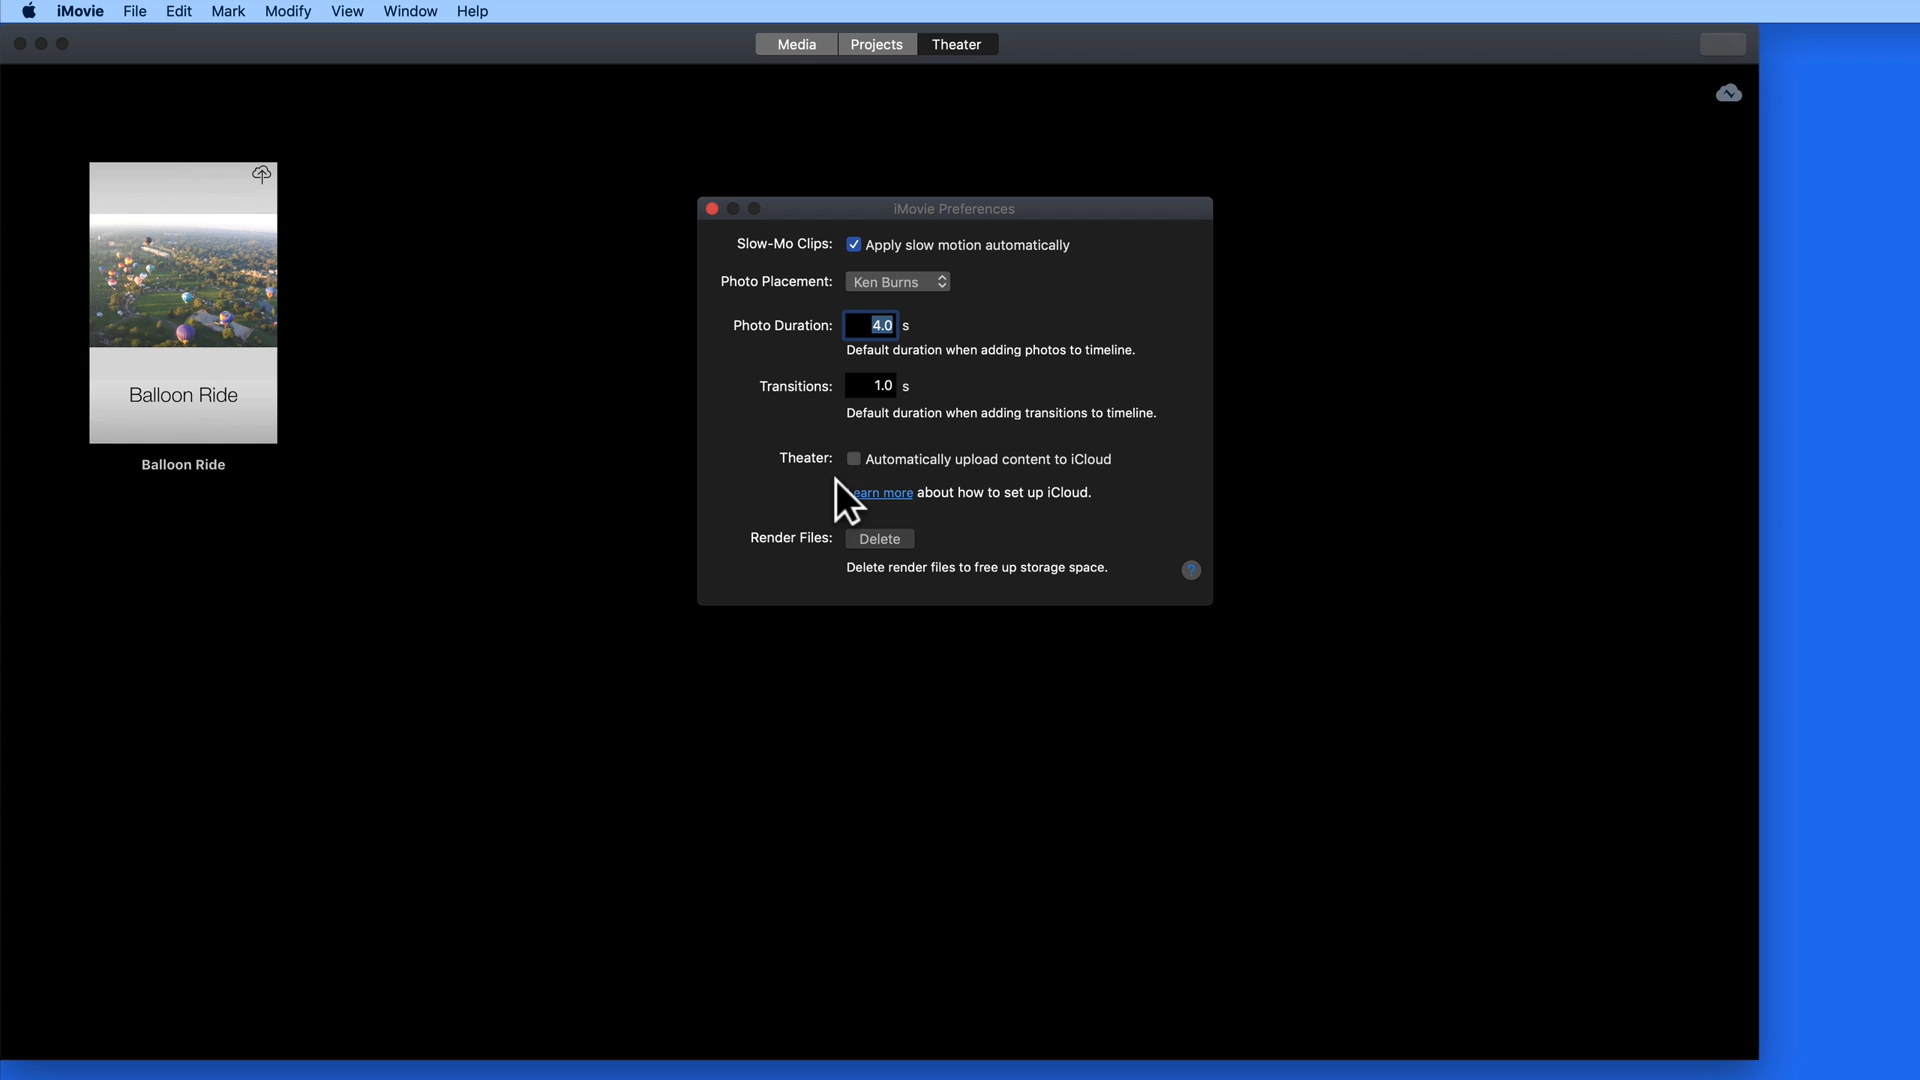 iMovie File Edit Mark Modify View Window Help
Media Projects Theater
Balloon Ride
Balloon Ride
iMovie Preferences
Slow-Mo Clips: Apply slow motion automatically
Photo Placement: Ken Burns
Photo Duration: 4.0 s
Default duration when adding photos to timeline.
Transitions: 1.0 s
Default duration when adding transitions to timeline.
Theater: Automatically upload content to iCloud
earn more about how to set up iCloud.
Render Files: Delete
Delete render files to free up storage space.
?